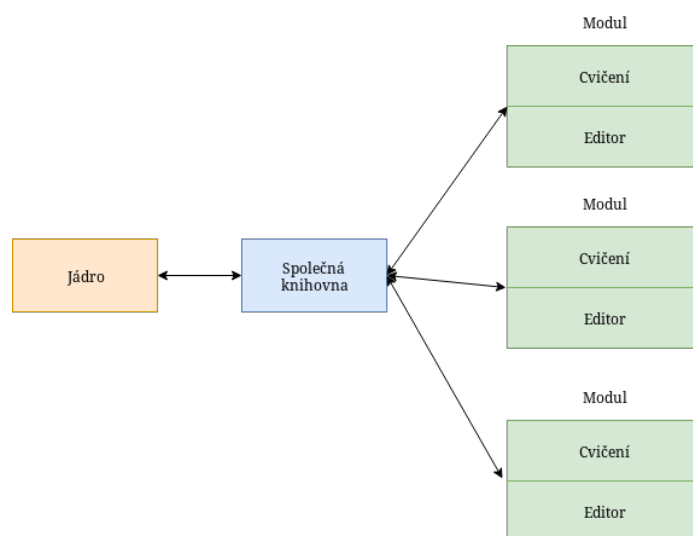 Jádro
Společná
knihovna
Modul
Cvičení
Editor
Modul
Cvičení
Editor
Modul
Cvičení
Editor